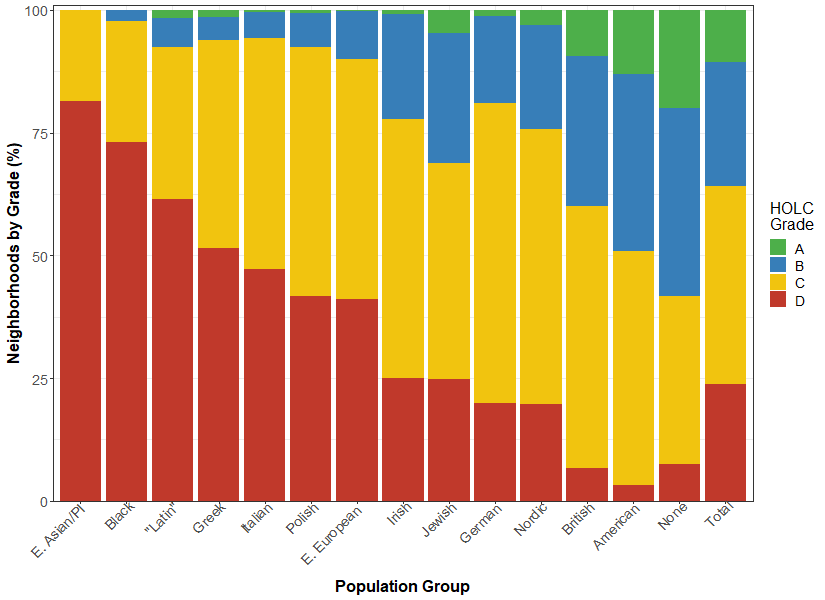 100
75
50
25
0
Neighborhoods by Grade (%)
E. Asian/PI
Black
"Latin"
Greek
Italian
Polish
E. European
Irish
Jewish
German
Nordic
British
American
None
Total
Population Group
HOLC
Grade
A
B
C
D